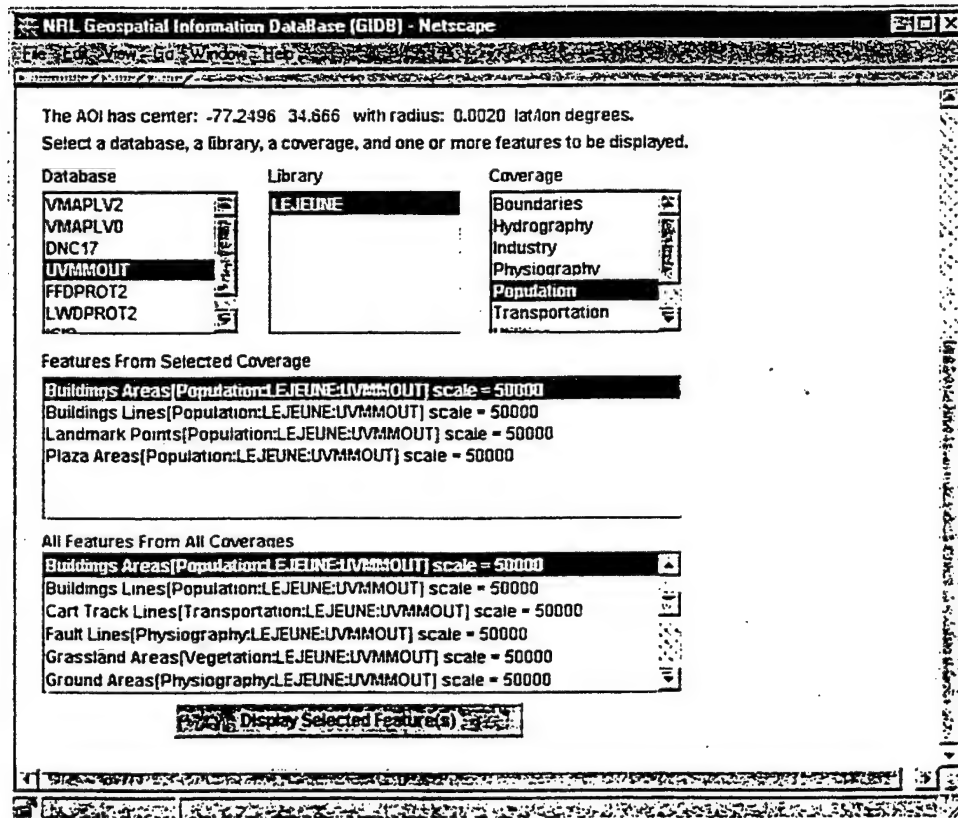 NRL Geospatial Information DataBase (GIDB) - Netscape
File Edit View Go Window Help
The AOI has center: -77.2496 34.666 with radius: 0.0020 lat/lon degrees.
Select a database, a library, a coverage, and one or more features to be displayed.
Database Library Coverage
VMAPLV2
VMAPLV0
DNC17
UVMMOUT
FFDPROT2
LWDPROT2
LEJEUNE
Boundaries
Hydrography
Industry
Physiography
Population
Transportation
Features From Selected Coverage
Buildings Areas[Population:LEJEUNE:UVMMOUT] scale = 50000
Buildings Lines[Population:LEJEUNE:UVMMOUT] scale = 50000
Landmark Points[Population:LEJEUNE:UVMMOUT] scale = 50000
Plaza Areas[Population:LEJEUNE:UVMMOUT] scale = 50000
All Features From All Coverages
Buildings Areas[Population:LEJEUNE:UVMMOUT] scale = 50000
Buildings Lines[Population:LEJEUNE:UVMMOUT] scale = 50000
Cart Track Lines[Transportation:LEJEUNE:UVMMOUT] scale = 50000
Fault Lines[Physiography:LEJEUNE:UVMMOUT] scale = 50000
Grassland Areas[Vegetation:LEJEUNE:UVMMOUT] scale = 50000
Ground Areas[Physiography:LEJEUNE:UVMMOUT] scale = 50000
Display Selected Feature(s)